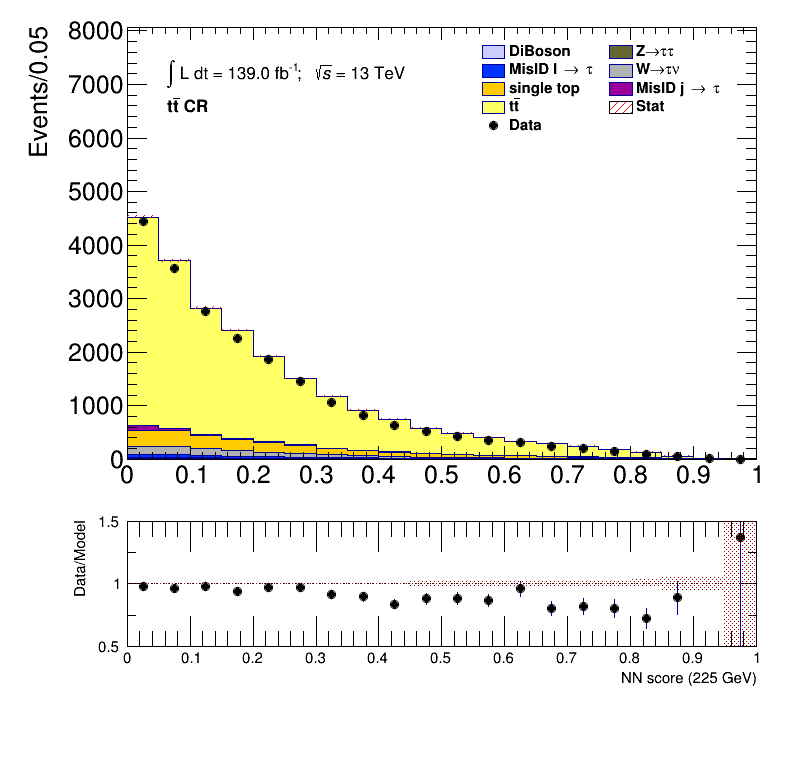 Events/0.05
8000
7000
6000
5000
4000
3000
2000
1000
0
∫ L dt = 139.0 fb⁻¹; √s = 13 TeV
tt̄ CR
DiBoson
MisID l → τ
single top
tt̄
Data
Z→ττ
W→τν
MisID j → τ
Stat
0 0.1 0.2 0.3 0.4 0.5 0.6 0.7 0.8 0.9 1
Data/Model
1.5
1
0.5
0 0.1 0.2 0.3 0.4 0.5 0.6 0.7 0.8 0.9 1
NN score (225 GeV)